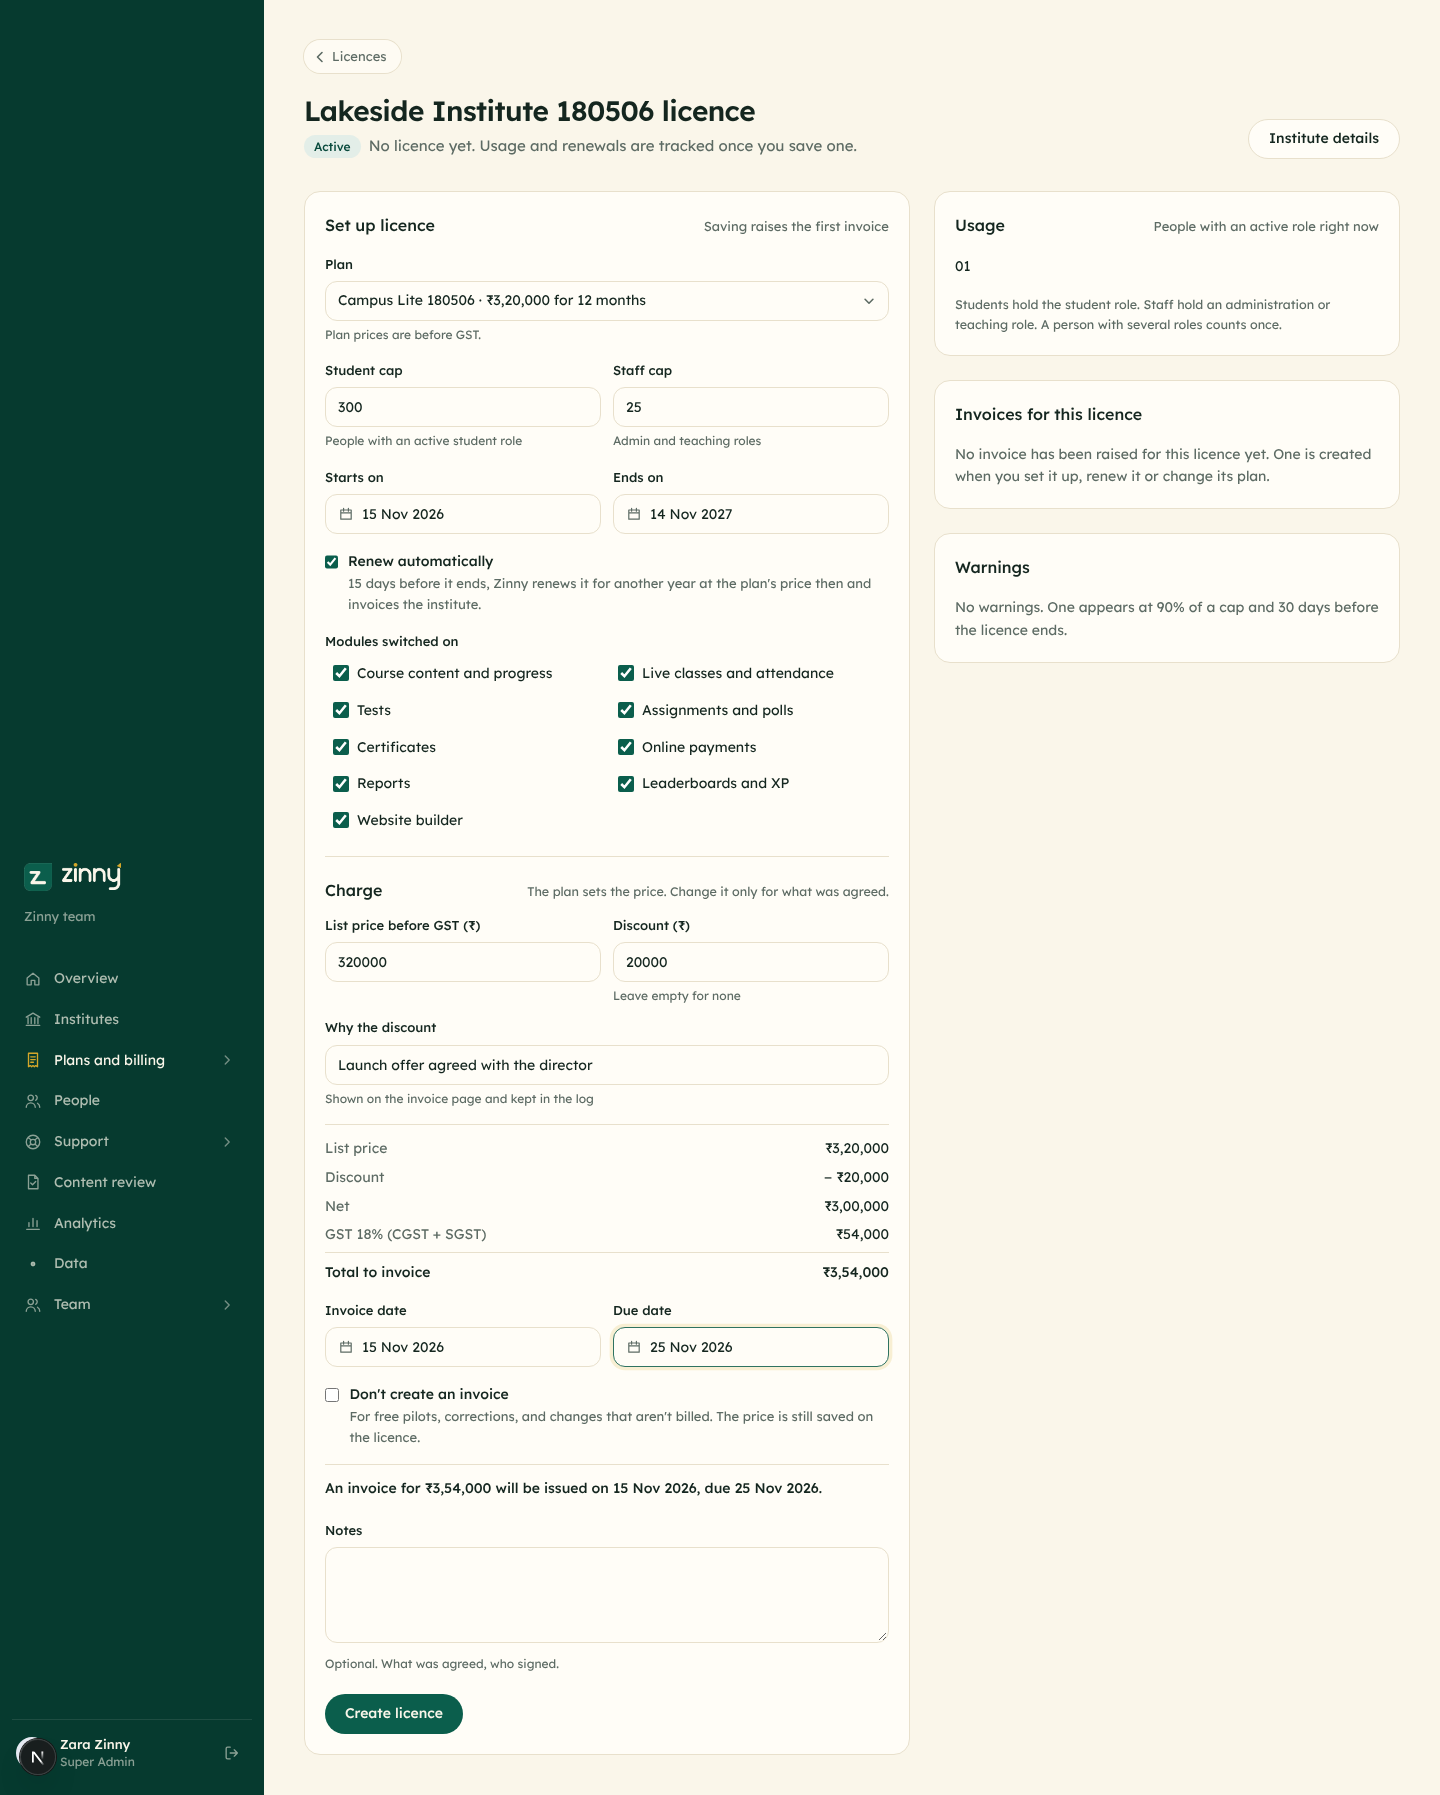 Licences
Lakeside Institute 180506 licence
Active No licence yet. Usage and renewals are tracked once you save one.
Institute details
Set up licence
Saving raises the first invoice
Plan
Campus Lite 180506 · ₹3,20,000 for 12 months
Plan prices are before GST.
Student cap
Staff cap
300
25
People with an active student role
Admin and teaching roles
Starts on
Ends on
15 Nov 2026
14 Nov 2027
Renew automatically
15 days before it ends, Zinny renews it for another year at the plan's price then and
invoices the institute.
Modules switched on
Course content and progress
Live classes and attendance
Tests
Assignments and polls
Certificates
Online payments
Reports
Leaderboards and XP
Website builder
Charge
The plan sets the price. Change it only for what was agreed.
List price before GST (₹)
Discount (₹)
320000
20000
Leave empty for none
Why the discount
Launch offer agreed with the director
Shown on the invoice page and kept in the log
List price ₹3,20,000
Discount − ₹20,000
Net ₹3,00,000
GST 18% (CGST + SGST) ₹54,000
Total to invoice ₹3,54,000
Invoice date
Due date
15 Nov 2026
25 Nov 2026
Don't create an invoice
For free pilots, corrections, and changes that aren't billed. The price is still saved on
the licence.
An invoice for ₹3,54,000 will be issued on 15 Nov 2026, due 25 Nov 2026.
Notes
Optional. What was agreed, who signed.
Create licence
Usage
People with an active role right now
01
Students hold the student role. Staff hold an administration or
teaching role. A person with several roles counts once.
Invoices for this licence
No invoice has been raised for this licence yet. One is created
when you set it up, renew it or change its plan.
Warnings
No warnings. One appears at 90% of a cap and 30 days before
the licence ends.
z zinny
Zinny team
Overview
Institutes
Plans and billing
People
Support
Content review
Analytics
Data
Team
N
Zara Zinny
Super Admin